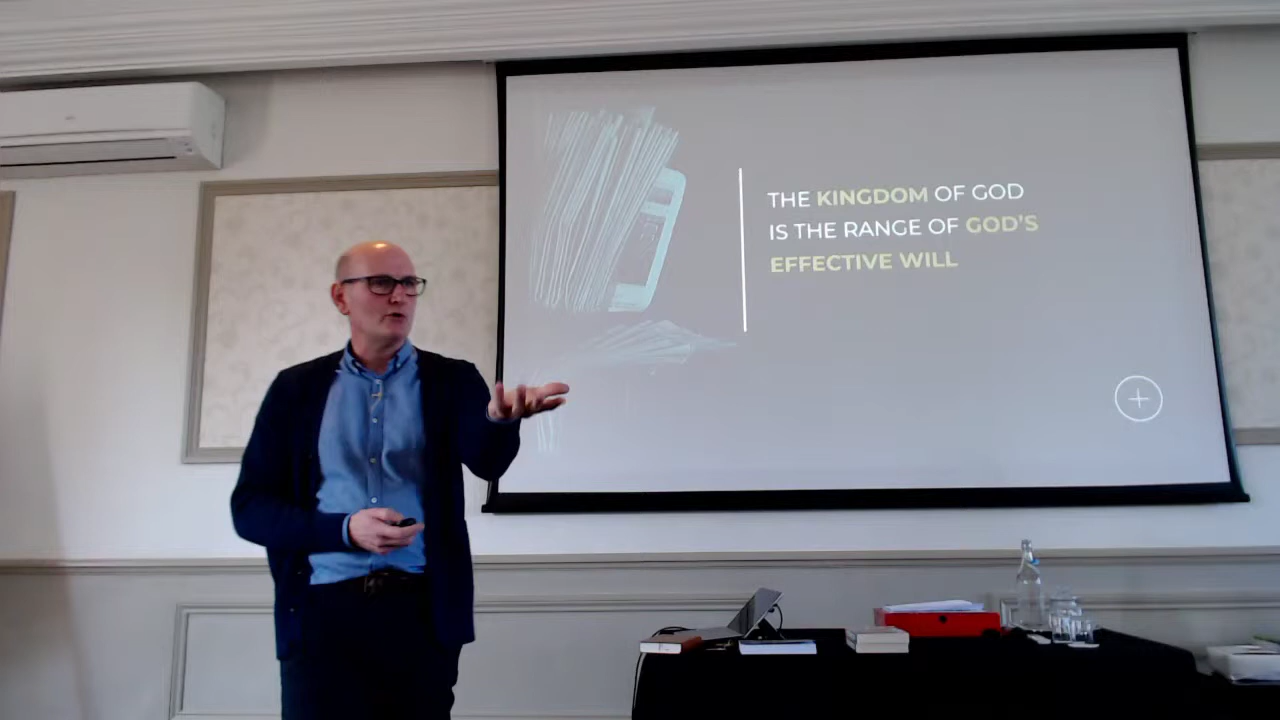 THE KINGDOM OF GOD
IS THE RANGE OF GOD'S
EFFECTIVE WILL